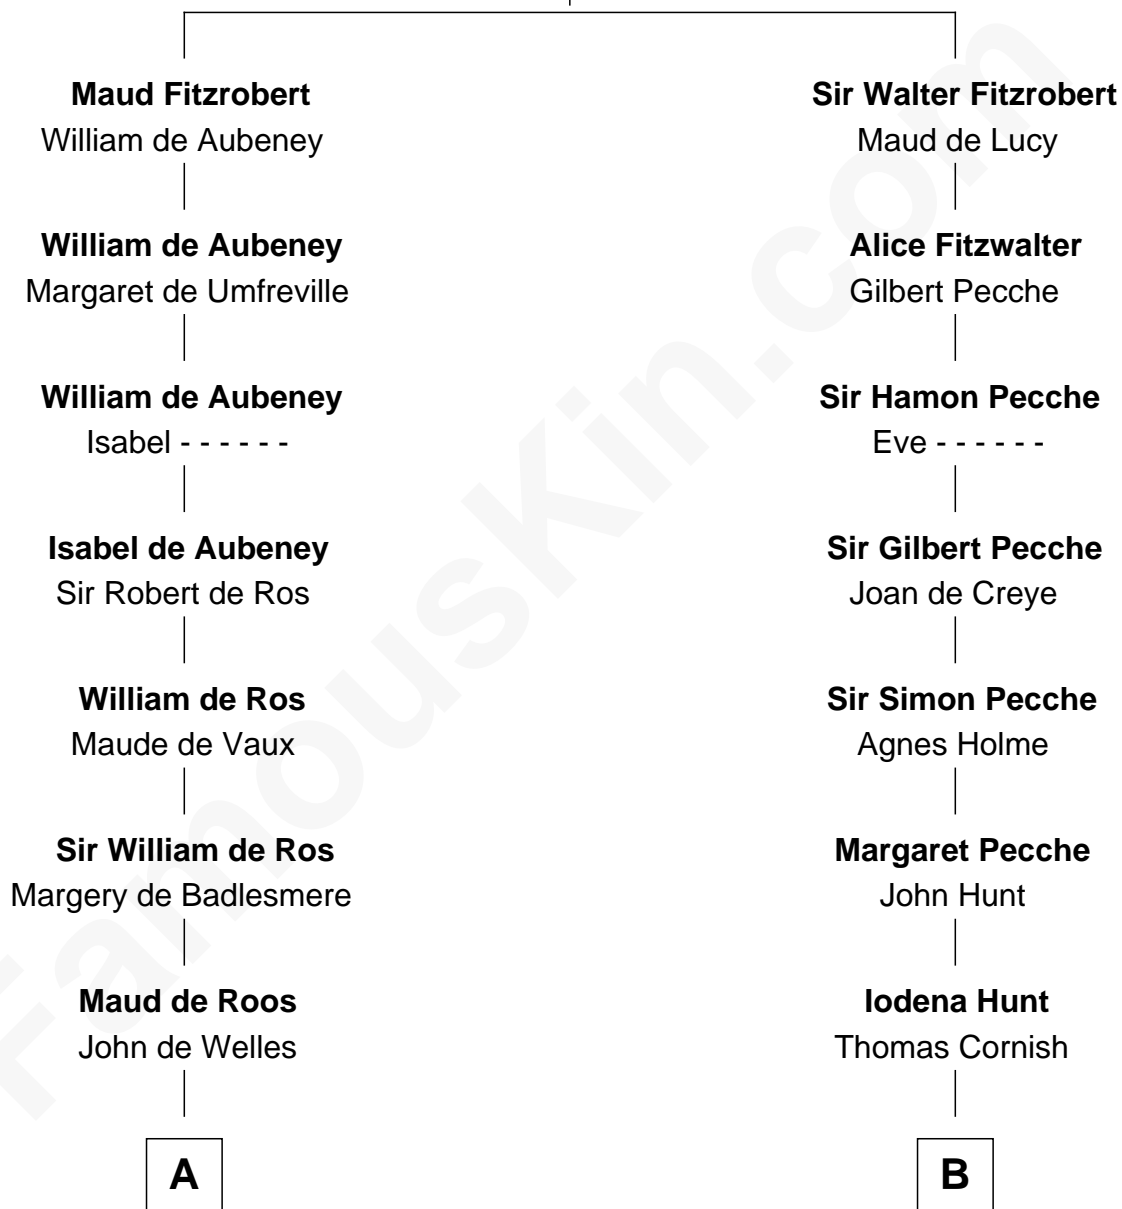 Maud Fitzrobert
William de Aubeney
Sir Walter Fitzrobert
Maud de Lucy
William de Aubeney
Margaret de Umfreville
Alice Fitzwalter
Gilbert Pecche
William de Aubeney
Isabel - - - - - -
Sir Hamon Pecche
Eve - - - - - -
Isabel de Aubeney
Sir Robert de Ros
Sir Gilbert Pecche
Joan de Creye
William de Ros
Maude de Vaux
Sir Simon Pecche
Agnes Holme
Sir William de Ros
Margery de Badlesmere
Margaret Pecche
John Hunt
Maud de Roos
John de Welles
Iodena Hunt
Thomas Cornish
A
B
FamousKin.com